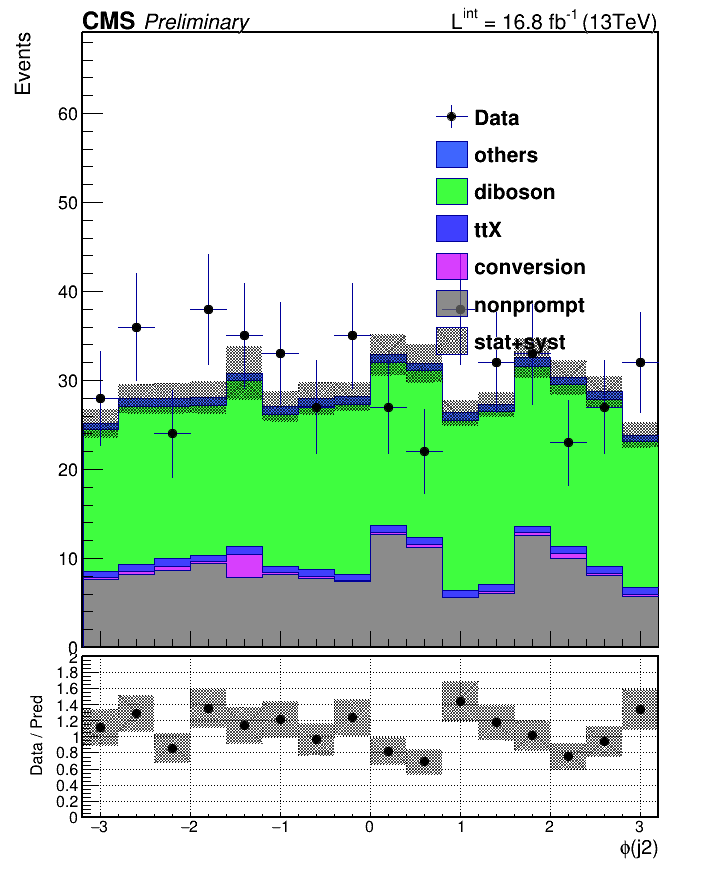 CMS Preliminary
L^int = 16.8 fb^-1 (13TeV)
Events
60
50
40
30
20
10
0
Data
others
diboson
ttX
conversion
nonprompt
stat+syst
Data / Pred
2
1.8
1.6
1.4
1.2
1
0.8
0.6
0.4
0.2
0
−3 −2 −1 0 1 2 3
ϕ(j2)